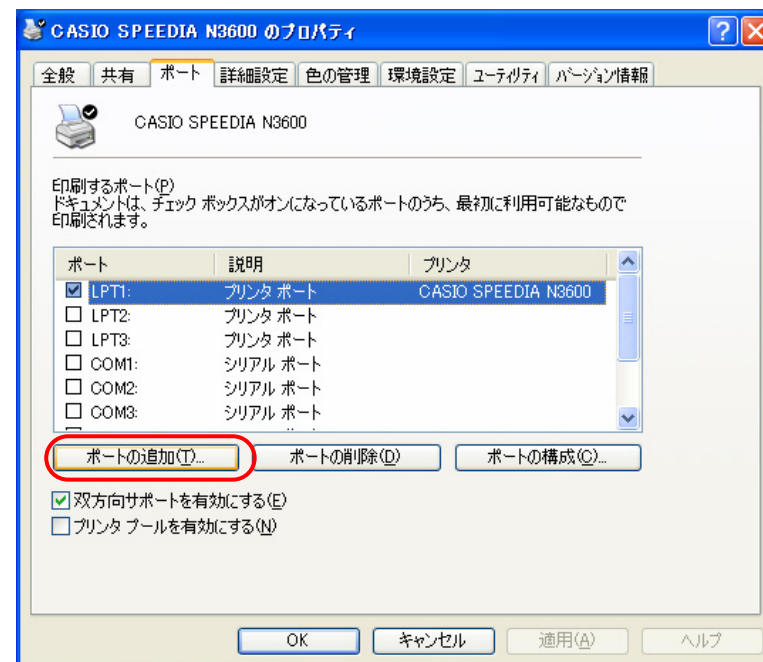 CASIO SPEEDIA N3600 のプロパティ
全般 共有 ポート 詳細設定 色の管理 環境設定 ユーティリティ バージョン情報
CASIO SPEEDIA N3600
印刷するポート(P)
ドキュメントは、チェック ボックスがオンになっているポートのうち、最初に利用可能なもので
印刷されます。
ポート 説明 プリンタ
LPT1: プリンタ ポート CASIO SPEEDIA N3600
LPT2: プリンタ ポート
LPT3: プリンタ ポート
COM1: シリアル ポート
COM2: シリアル ポート
COM3: シリアル ポート
ポートの追加(T)... ポートの削除(D) ポートの構成(C)...
双方向サポートを有効にする(E)
プリンタ プールを有効にする(N)
OK キャンセル 適用(A) ヘルプ